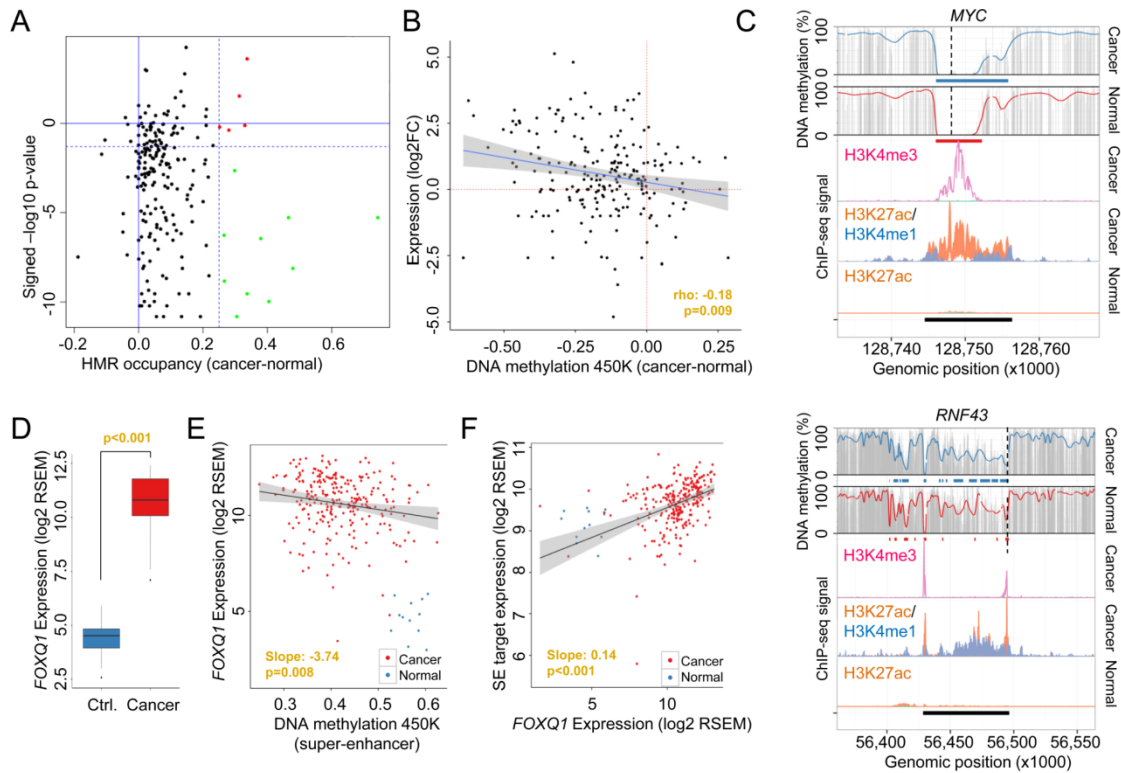 A
Signed –log10 p-value
0
-5
-10
-0.2
0.0
0.2
0.4
0.6
HMR occupancy (cancer-normal)
B
Expression (log2FC)
5.0
2.5
0.0
-2.5
-5.0
rho: -0.18
p=0.009
-0.50
-0.25
0.00
0.25
DNA methylation 450K (cancer-normal)
C
MYC
DNA methylation (%)
100
0
Cancer
100
0
Normal
ChIP-seq signal
H3K4me3
Cancer
H3K27ac/
H3K4me1
Cancer
H3K27ac
Normal
128,740
128,750
128,760
Genomic position (x1000)
D
p<0.001
FOXQ1 Expression (log2 RSEM)
12.5
10.0
7.5
5.0
2.5
Ctrl.
Cancer
E
FOXQ1 Expression (log2 RSEM)
10
5
Slope: -3.74
p=0.008
Cancer
Normal
0.3
0.4
0.5
0.6
DNA methylation 450K
(super-enhancer)
F
SE target expression (log2 RSEM)
11
10
9
8
7
6
Slope: 0.14
p<0.001
Cancer
Normal
5
10
FOXQ1 Expression (log2 RSEM)
RNF43
DNA methylation (%)
100
0
Cancer
100
0
Normal
ChIP-seq signal
H3K4me3
Cancer
H3K27ac/
H3K4me1
Cancer
H3K27ac
Normal
56,400
56,450
56,500
56,550
Genomic position (x1000)